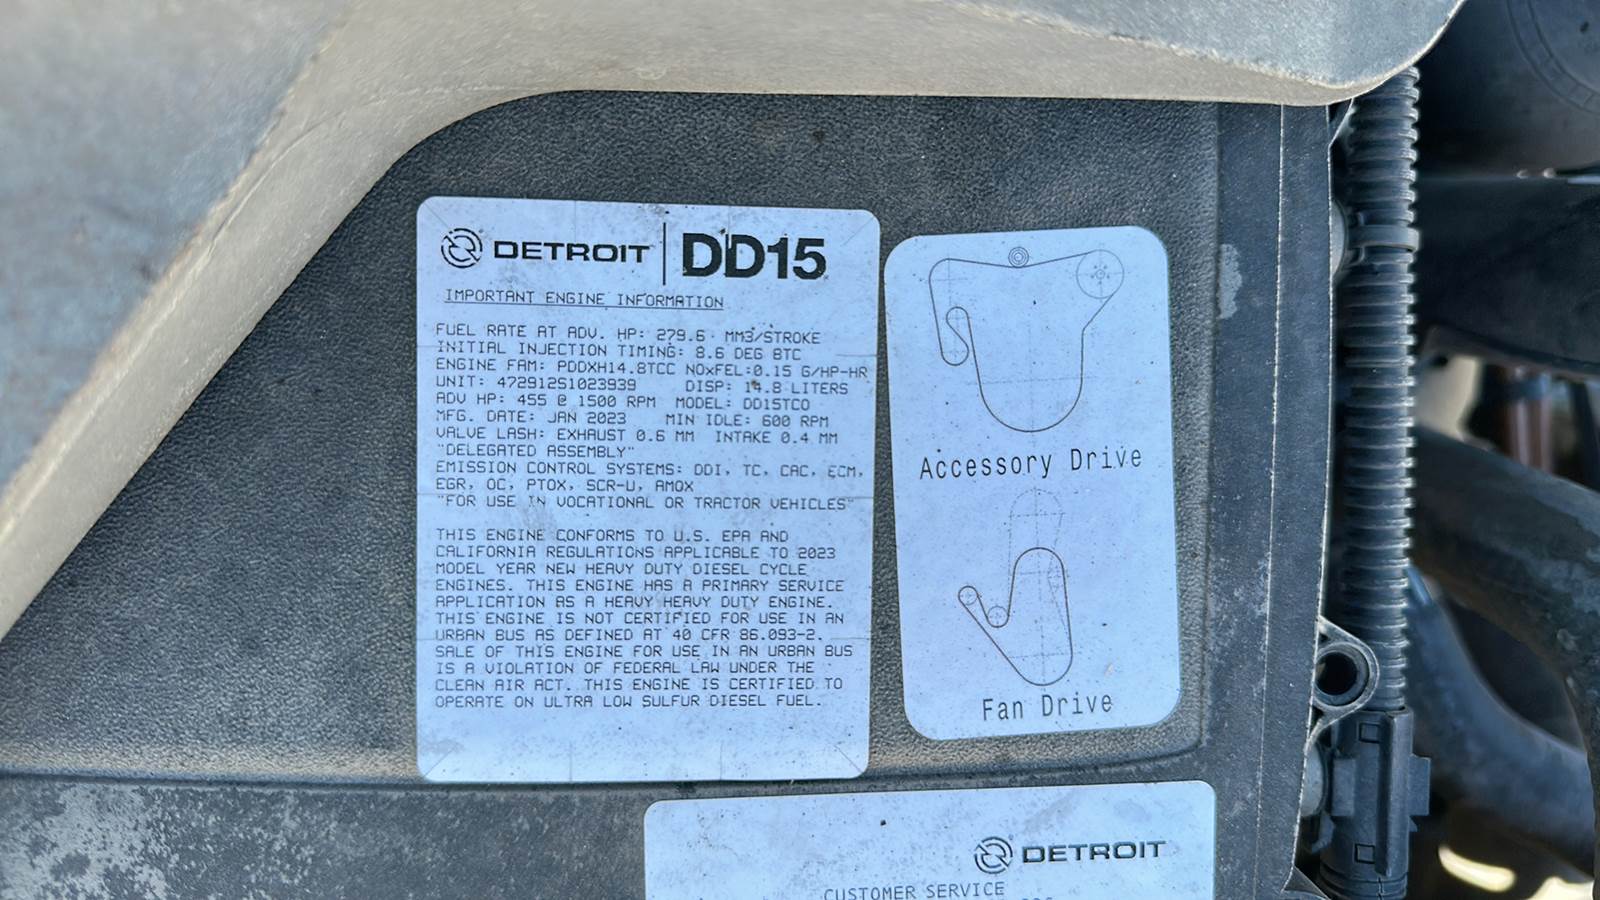 DETROIT | DD15
IMPORTANT ENGINE INFORMATION
FUEL RATE AT ADV. HP: 279.6 MM3/STROKE
INITIAL INJECTION TIMING: 8.6 DEG BTC
ENGINE FAM: PDDXH14.8TCC NOxFEL:0.15 G/HP-HR
UNIT: 472912S1023939 DISP: 14.8 LITERS
ADV HP: 455 @ 1500 RPM MODEL: DD15TCO
MFG. DATE: JAN 2023 MIN IDLE: 600 RPM
VALVE LASH: EXHAUST 0.6 MM INTAKE 0.4 MM
"DELEGATED ASSEMBLY"
EMISSION CONTROL SYSTEMS: DDI, TC, CAC, ECM,
EGR, OC, PTOX, SCR-U, AMOX
"FOR USE IN VOCATIONAL OR TRACTOR VEHICLES"
THIS ENGINE CONFORMS TO U.S. EPA AND
CALIFORNIA REGULATIONS APPLICABLE TO 2023
MODEL YEAR NEW HEAVY DUTY DIESEL CYCLE
ENGINES. THIS ENGINE HAS A PRIMARY SERVICE
APPLICATION AS A HEAVY HEAVY DUTY ENGINE.
THIS ENGINE IS NOT CERTIFIED FOR USE IN AN
URBAN BUS AS DEFINED AT 40 CFR 86.093-2.
SALE OF THIS ENGINE FOR USE IN AN URBAN BUS
IS A VIOLATION OF FEDERAL LAW UNDER THE
CLEAN AIR ACT. THIS ENGINE IS CERTIFIED TO
OPERATE ON ULTRA LOW SULFUR DIESEL FUEL.
Accessory Drive
Fan Drive
DETROIT
CUSTOMER SERVICE